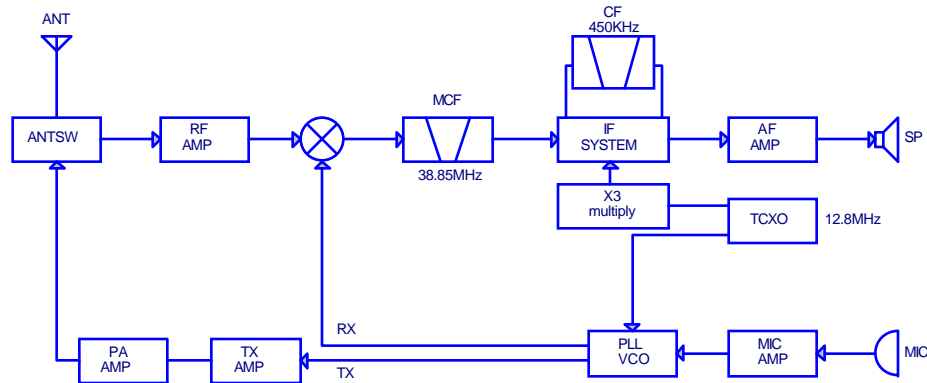 ANT
CF
450KHz
MCF
ANTSW
RF
AMP
IF
SYSTEM
AF
AMP
SP
38.85MHz
X3
multiply
TCXO
12.8MHz
RX
PA
AMP
TX
AMP
TX
PLL
VCO
MIC
AMP
MIC